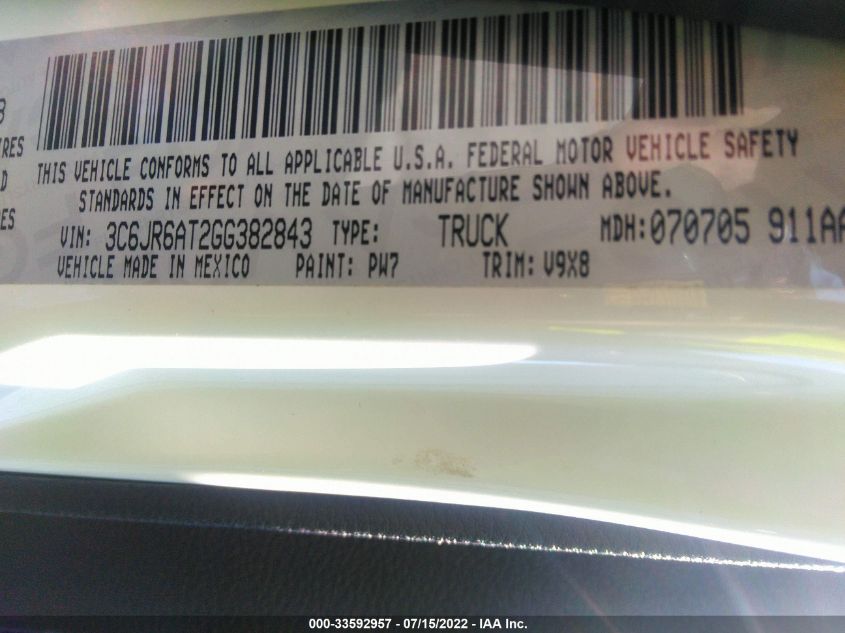 THIS VEHICLE CONFORMS TO ALL APPLICABLE U.S.A. FEDERAL MOTOR VEHICLE SAFETY
STANDARDS IN EFFECT ON THE DATE OF MANUFACTURE SHOWN ABOVE.
VIN: 3C6JR6AT2GG382843 TYPE: TRUCK MDH:070705 911AA
VEHICLE MADE IN MEXICO PAINT: PW7 TRIM: V9X8
000-33592957 - 07/15/2022 - IAA Inc.